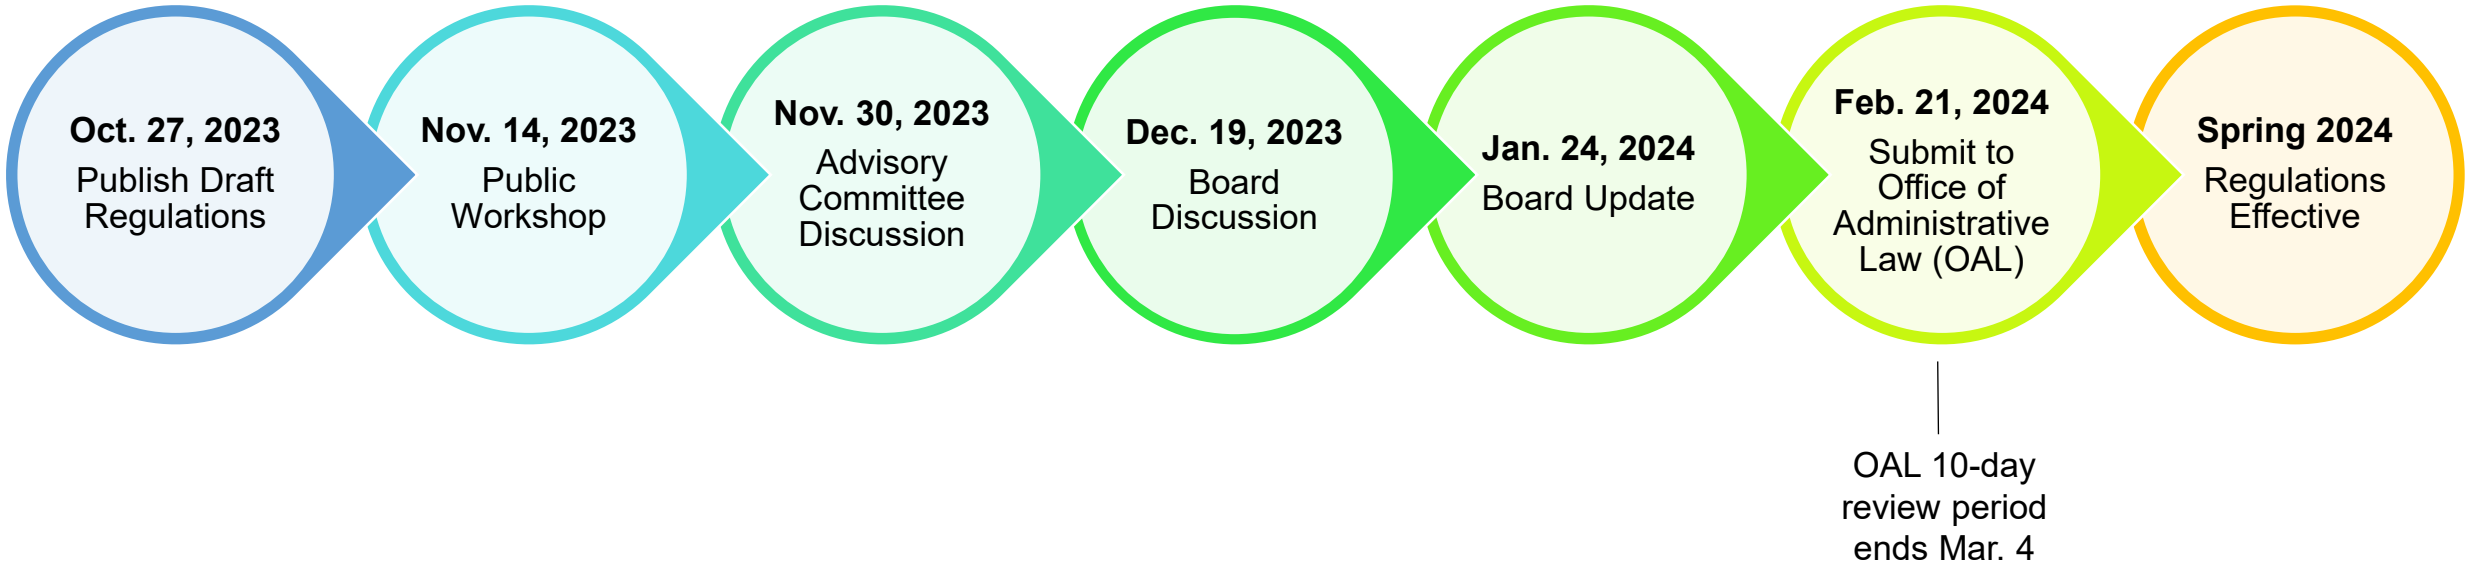 Oct. 27, 2023
Publish Draft
Regulations
Nov. 14, 2023
Public
Workshop
Nov. 30, 2023
Advisory
Committee
Discussion
Dec. 19, 2023
Board
Discussion
Jan. 24, 2024
Board Update
Feb. 21, 2024
Submit to
Office of
Administrative
Law (OAL)
Spring 2024
Regulations
Effective
OAL 10-day
review period
ends Mar. 4